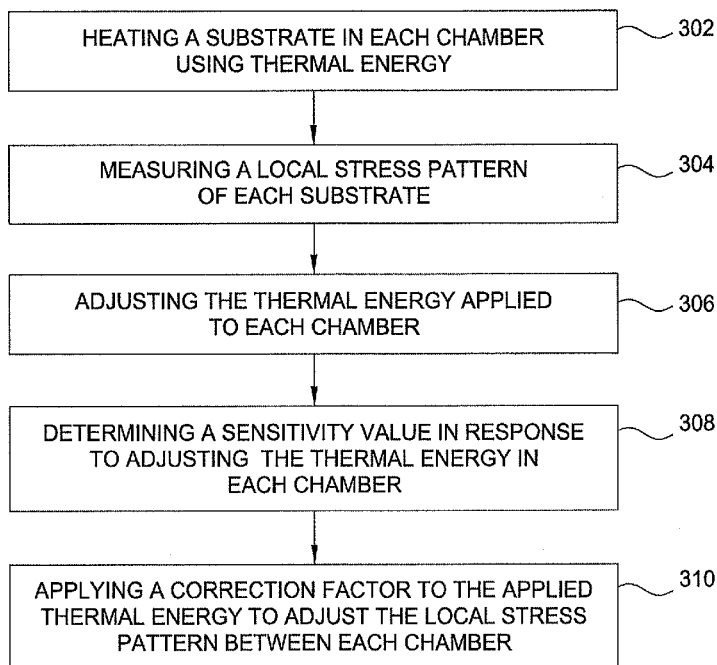 HEATING A SUBSTRATE IN EACH CHAMBER
USING THERMAL ENERGY
302
MEASURING A LOCAL STRESS PATTERN
OF EACH SUBSTRATE
304
ADJUSTING THE THERMAL ENERGY APPLIED
TO EACH CHAMBER
306
DETERMINING A SENSITIVITY VALUE IN RESPONSE
TO ADJUSTING THE THERMAL ENERGY IN
EACH CHAMBER
308
APPLYING A CORRECTION FACTOR TO THE APPLIED
THERMAL ENERGY TO ADJUST THE LOCAL STRESS
PATTERN BETWEEN EACH CHAMBER
310